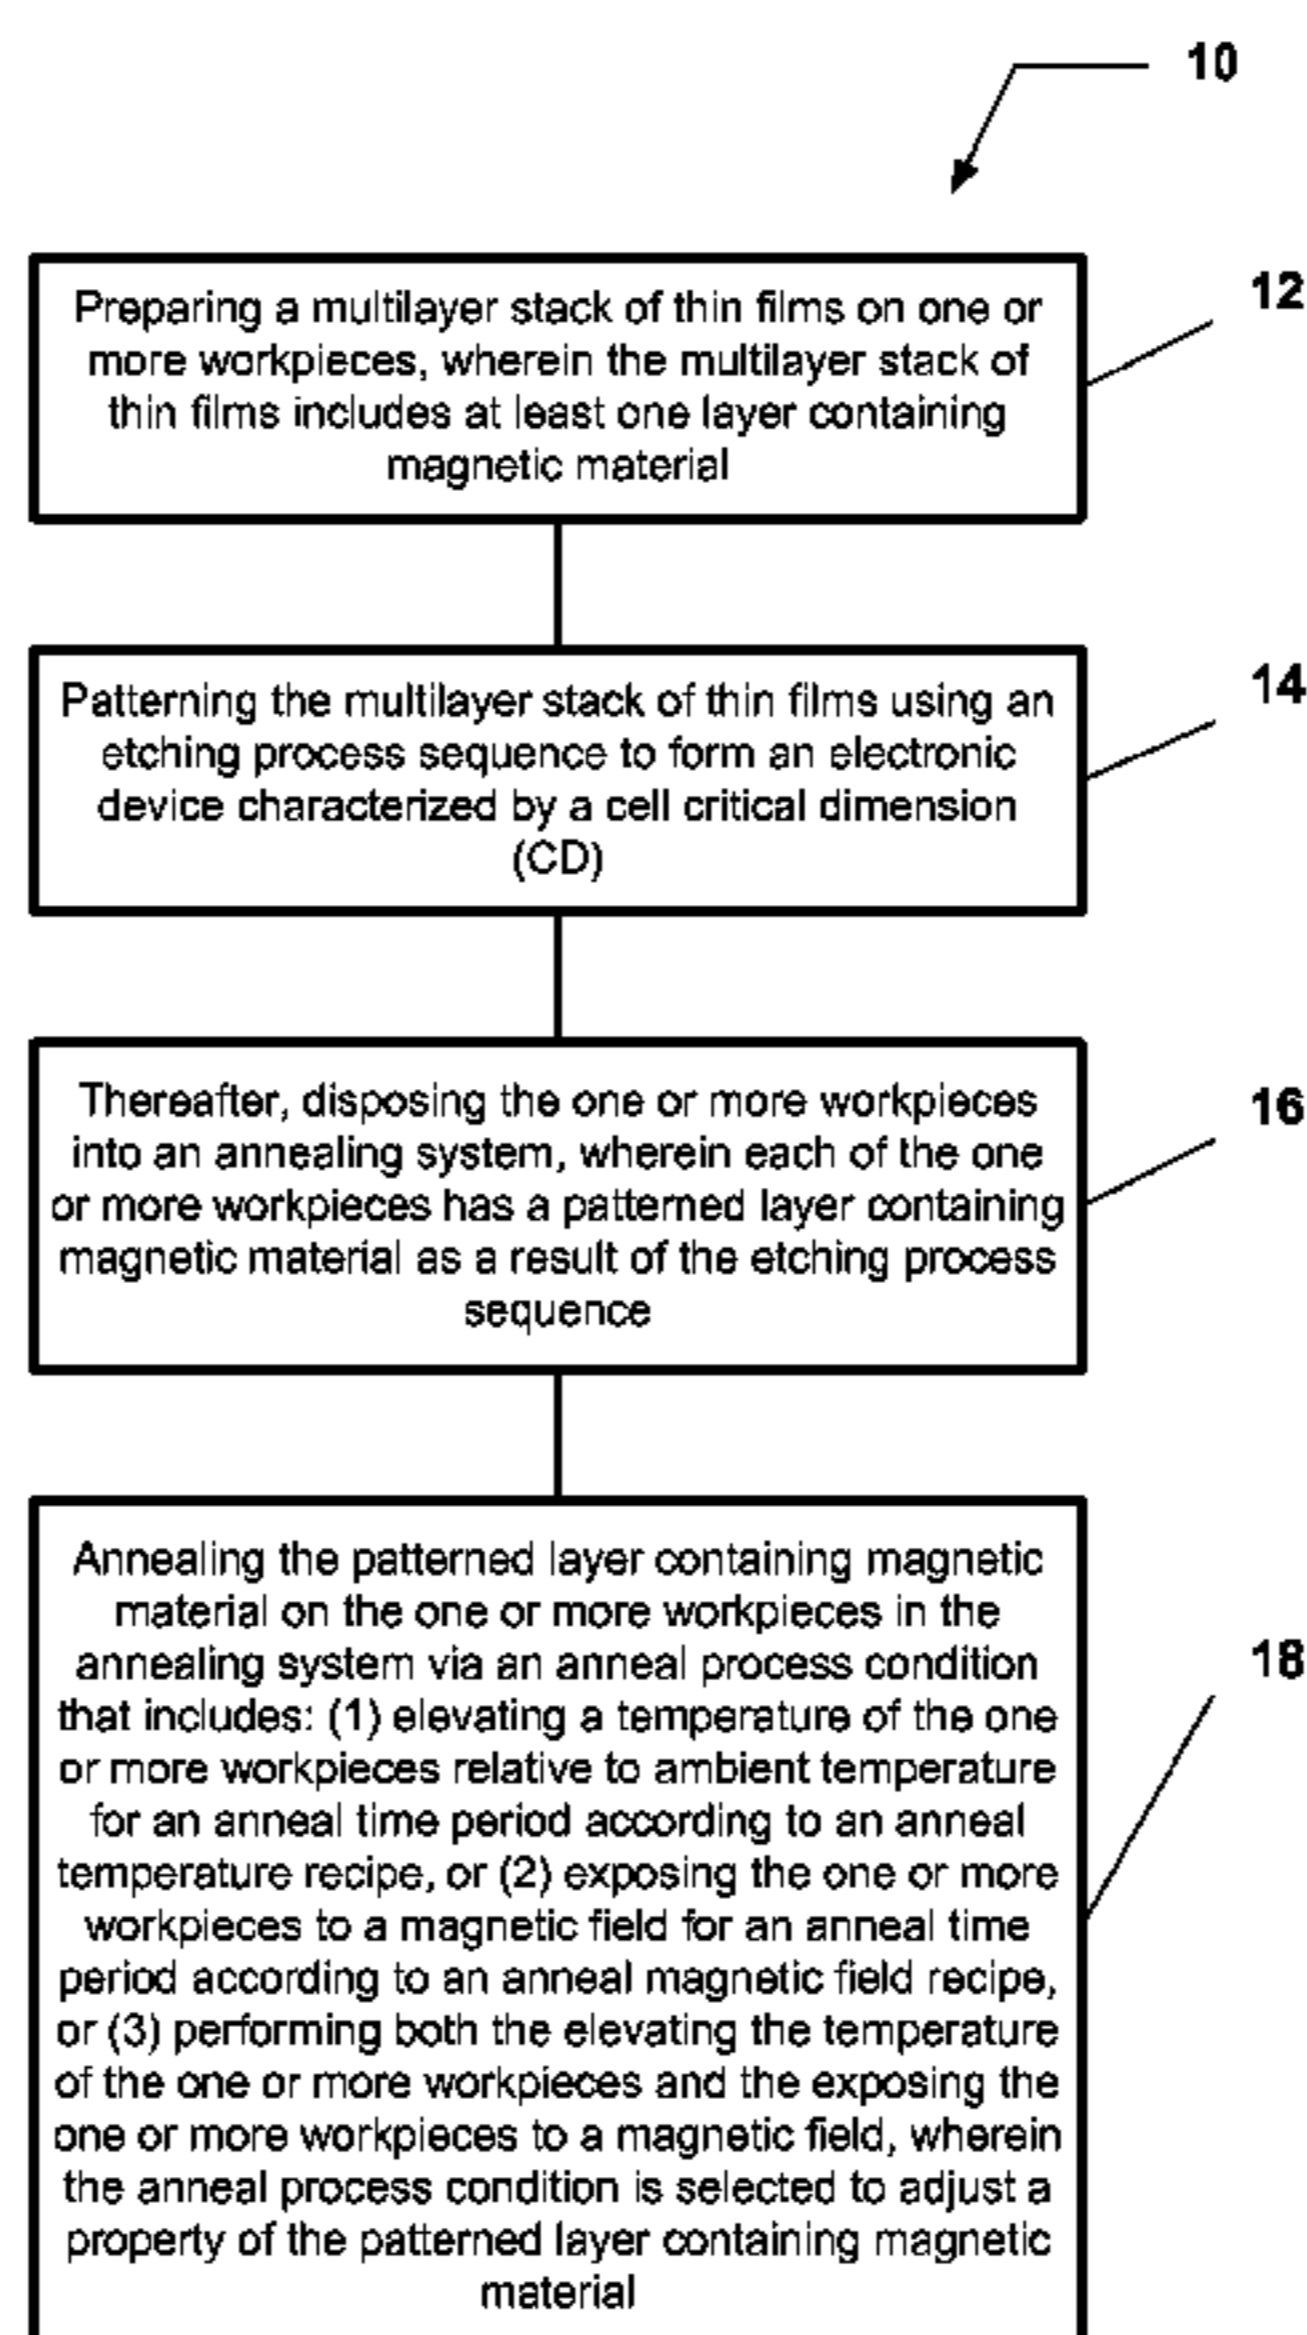 10
Preparing a multilayer stack of thin films on one or
more workpieces, wherein the multilayer stack of
thin films includes at least one layer containing
magnetic material
12
Patterning the multilayer stack of thin films using an
etching process sequence to form an electronic
device characterized by a cell critical dimension
(CD)
14
Thereafter, disposing the one or more workpieces
into an annealing system, wherein each of the one
or more workpieces has a patterned layer containing
magnetic material as a result of the etching process
sequence
16
Annealing the patterned layer containing magnetic
material on the one or more workpieces in the
annealing system via an anneal process condition
that includes: (1) elevating a temperature of the one
or more workpieces relative to ambient temperature
for an anneal time period according to an anneal
temperature recipe, or (2) exposing the one or more
workpieces to a magnetic field for an anneal time
period according to an anneal magnetic field recipe,
or (3) performing both the elevating the temperature
of the one or more workpieces and the exposing the
one or more workpieces to a magnetic field, wherein
the anneal process condition is selected to adjust a
property of the patterned layer containing magnetic
material
18